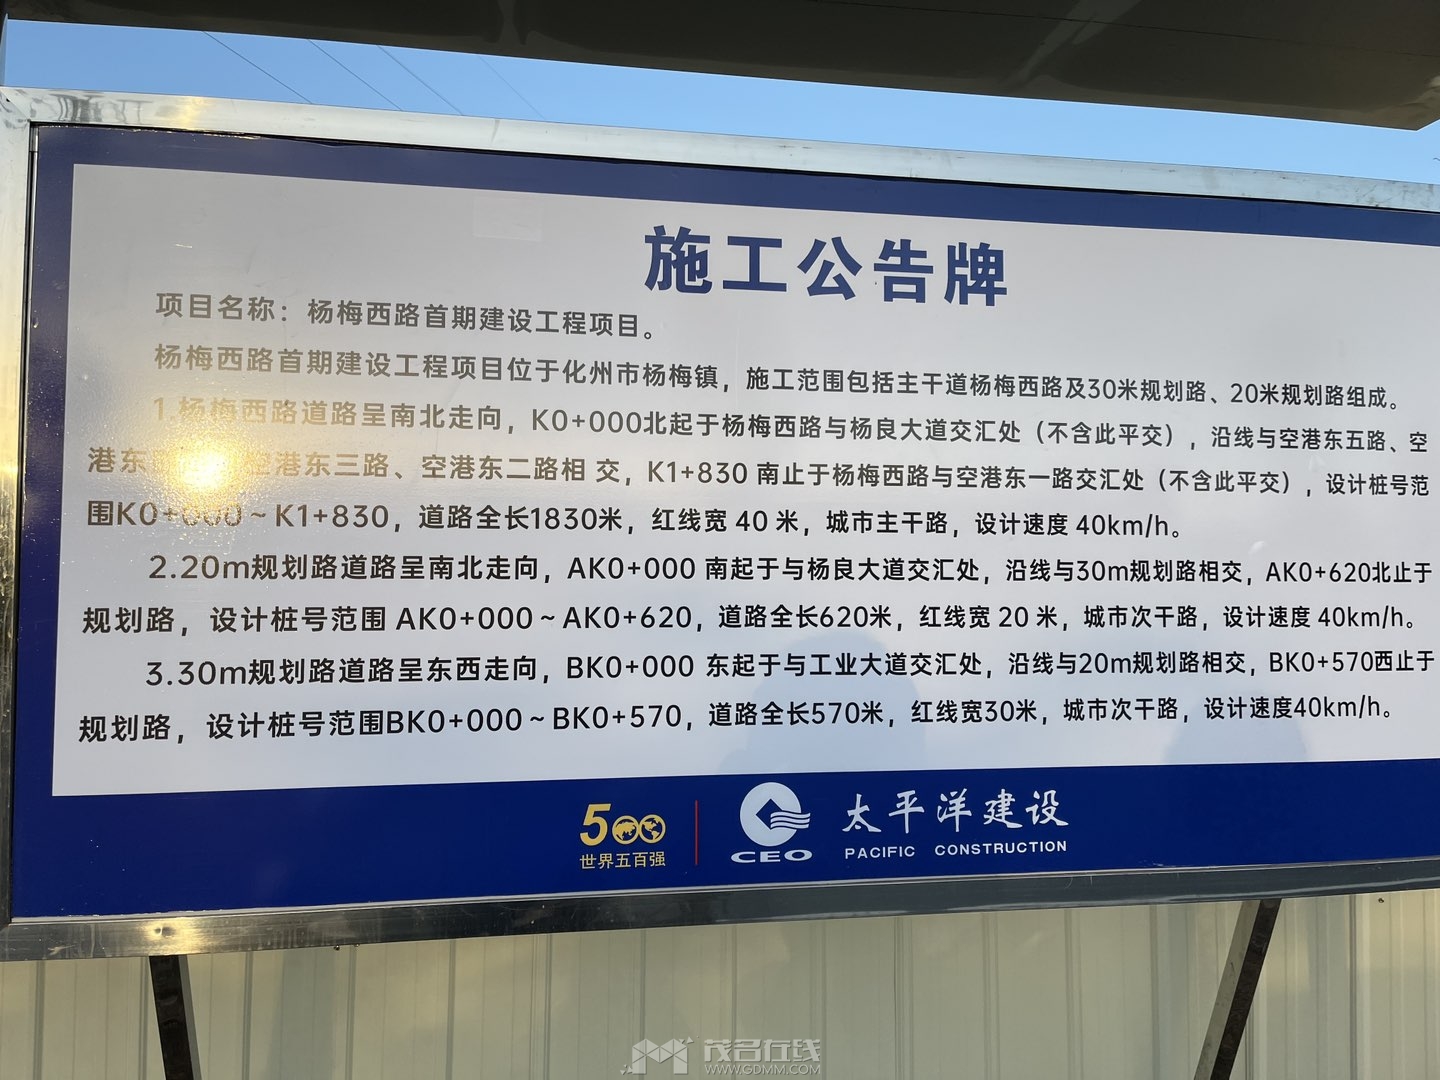 施工公告牌
项目名称：杨梅西路首期建设工程项目。
杨梅西路首期建设工程项目位于化州市杨梅镇，施工范围包括主干道杨梅西路及30米规划路、20米规划路组成。
1.杨梅西路道路呈南北走向，K0+000北起于杨梅西路与杨良大道交汇处（不含此平交），沿线与空港东五路、空
港东 空港东三路、空港东二路相 交，K1+830 南止于杨梅西路与空港东一路交汇处（不含此平交），设计桩号范
围K0+000～K1+830，道路全长1830米，红线宽 40 米，城市主干路，设计速度 40km/h。
2.20m规划路道路呈南北走向，AK0+000 南起于与杨良大道交汇处，沿线与30m规划路相交，AK0+620北止于
规划路，设计桩号范围 AK0+000～AK0+620，道路全长620米，红线宽 20 米，城市次干路，设计速度 40km/h。
3.30m规划路道路呈东西走向，BK0+000 东起于与工业大道交汇处，沿线与20m规划路相交，BK0+570西止于
规划路，设计桩号范围BK0+000～BK0+570，道路全长570米，红线宽30米，城市次干路，设计速度40km/h。
500
世界五百强
CEO
太平洋建设
PACIFIC CONSTRUCTION
茂名在线
WWW.GDMM.COM